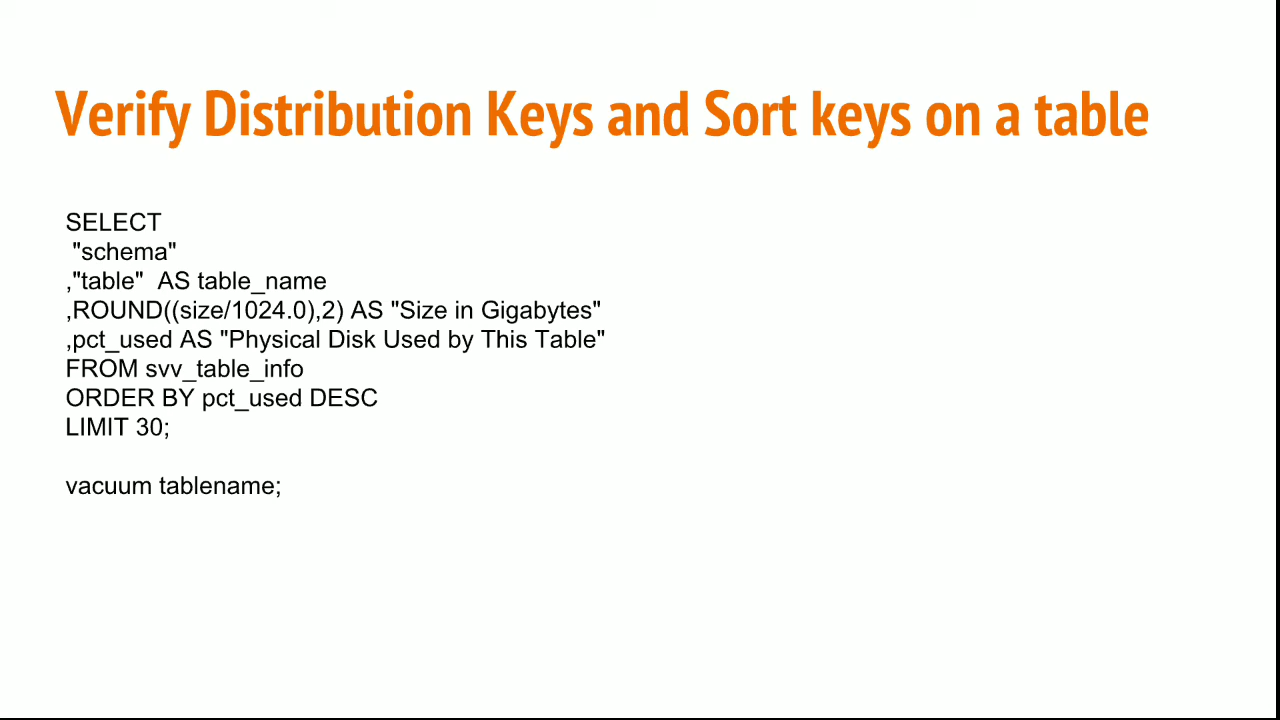 Verify Distribution Keys and Sort keys on a table
SELECT
"schema"
,"table"  AS table_name
,ROUND((size/1024.0),2) AS "Size in Gigabytes"
,pct_used AS "Physical Disk Used by This Table"
FROM svv_table_info
ORDER BY pct_used DESC
LIMIT 30;
vacuum tablename;